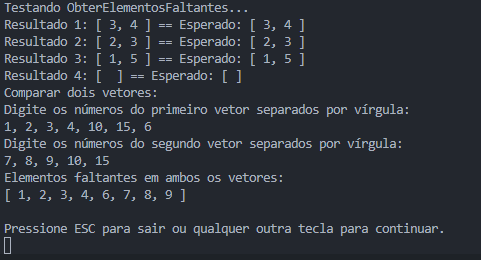 Testando ObterElementosFaltantes...
Resultado 1: [ 3, 4 ] == Esperado: [ 3, 4 ]
Resultado 2: [ 2, 3 ] == Esperado: [ 2, 3 ]
Resultado 3: [ 1, 5 ] == Esperado: [ 1, 5 ]
Resultado 4: [  ] == Esperado: [ ]
Comparar dois vetores:
Digite os números do primeiro vetor separados por vírgula:
1, 2, 3, 4, 10, 15, 6
Digite os números do segundo vetor separados por vírgula:
7, 8, 9, 10, 15
Elementos faltantes em ambos os vetores:
[ 1, 2, 3, 4, 6, 7, 8, 9 ]
Pressione ESC para sair ou qualquer outra tecla para continuar.